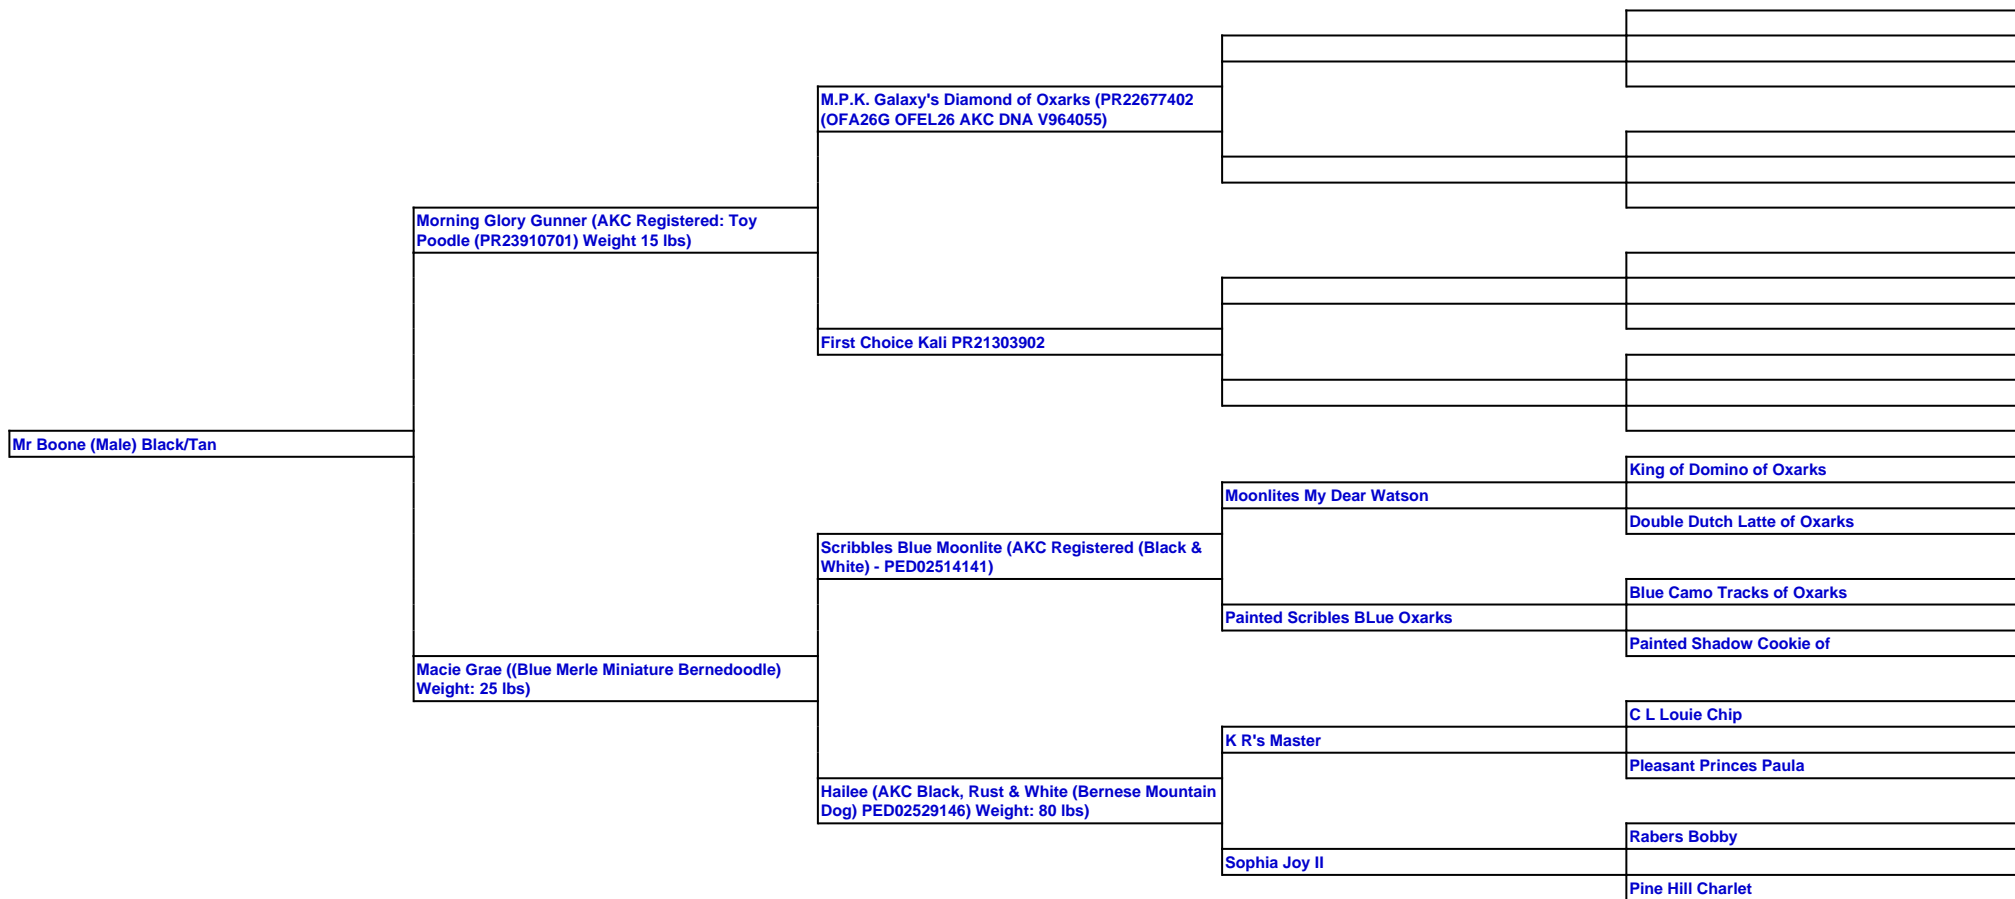 M.P.K. Galaxy's Diamond of Oxarks (PR22677402
(OFA26G OFEL26 AKC DNA V964055)
Morning Glory Gunner (AKC Registered: Toy
Poodle (PR23910701) Weight 15 lbs)
First Choice Kali PR21303902
Mr Boone (Male) Black/Tan
King of Domino of Oxarks
Moonlites My Dear Watson
Double Dutch Latte of Oxarks
Scribbles Blue Moonlite (AKC Registered (Black &
White) - PED02514141)
Blue Camo Tracks of Oxarks
Painted Scribles BLue Oxarks
Painted Shadow Cookie of
Macie Grae ((Blue Merle Miniature Bernedoodle)
Weight: 25 lbs)
C L Louie Chip
K R's Master
Pleasant Princes Paula
Hailee (AKC Black, Rust & White (Bernese Mountain
Dog) PED02529146) Weight: 80 lbs)
Rabers Bobby
Sophia Joy II
Pine Hill Charlet